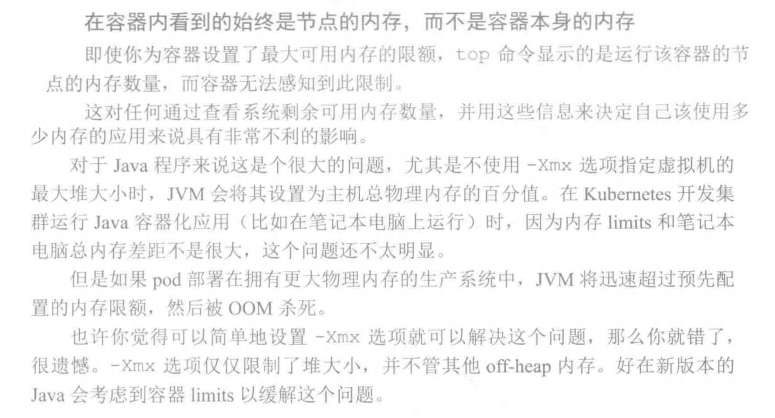 在容器内看到的始终是节点的内存，而不是容器本身的内存
即使你为容器设置了最大可用内存的限额，top 命令显示的是运行该容器的节
点的内存数量，而容器无法感知到此限制。
这对任何通过查看系统剩余可用内存数量，并用这些信息来决定自己该使用多
少内存的应用来说具有非常不利的影响。
对于 Java 程序来说这是个很大的问题，尤其是不使用 -Xmx 选项指定虚拟机的
最大堆大小时，JVM 会将其设置为主机总物理内存的百分值。在 Kubernetes 开发集
群运行 Java 容器化应用（比如在笔记本电脑上运行）时，因为内存 limits 和笔记本
电脑总内存差距不是很大，这个问题还不太明显。
但是如果 pod 部署在拥有更大物理内存的生产系统中，JVM 将迅速超过预先配
置的内存限额，然后被 OOM 杀死。
也许你觉得可以简单地设置 -Xmx 选项就可以解决这个问题，那么你就错了，
很遗憾。-Xmx 选项仅仅限制了堆大小，并不管其他 off-heap 内存。好在新版本的
Java 会考虑到容器 limits 以缓解这个问题。